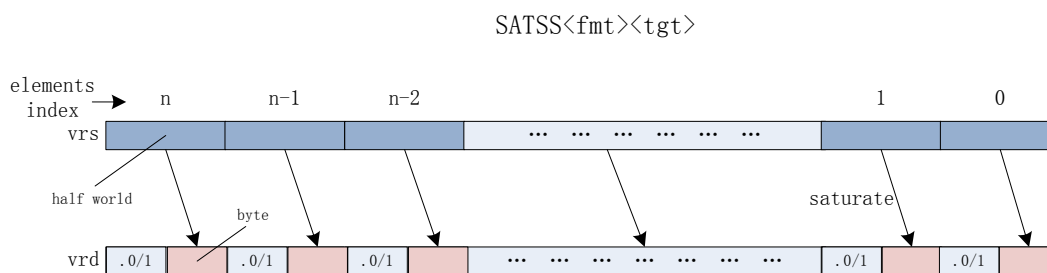 SATSS<fmt><tgt>
elements
index
n n-1 n-2 1 0
vrs ... ... ... ... ... ...
half world
byte
saturate
vrd .0/1 .0/1 .0/1 ... ... ... ... ... ... ... .0/1 .0/1